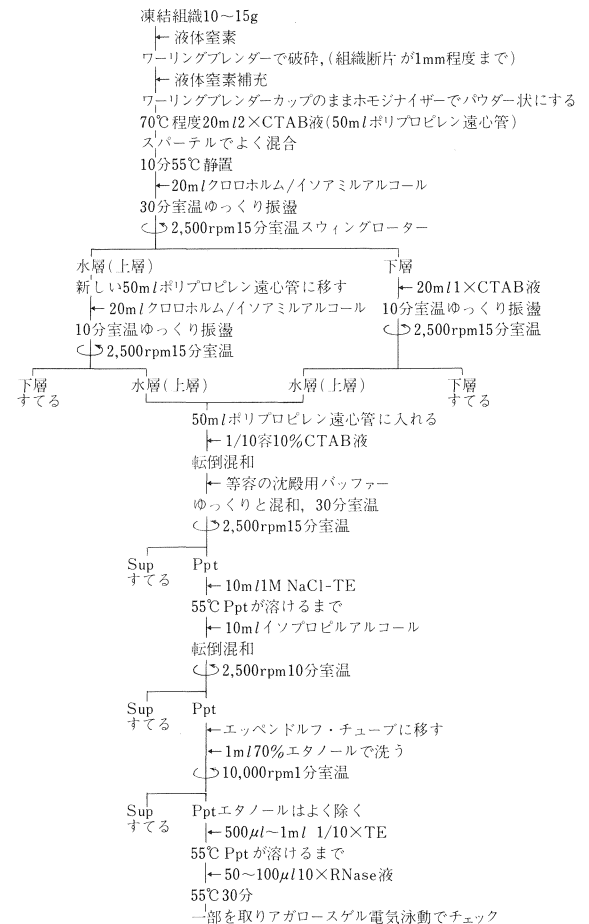 凍結組織10〜15g
← 液体窒素
ワーリングブレンダーで破砕,(組織断片が1mm程度まで)
← 液体窒素補充
ワーリングブレンダーカップのままホモジナイザーでパウダー状にする
70℃程度20ml2×CTAB液(50mlポリプロピレン遠心管)
スパーテルでよく混合
10分55℃静置
←20mlクロロホルム/イソアミルアルコール
30分室温ゆっくり振盪
2,500rpm15分室温スウィングローター
水層(上層)
新しい50mlポリプロピレン遠心管に移す
←20mlクロロホルム/イソアミルアルコール
10分室温ゆっくり振盪
2,500rpm15分室温
下層
←20ml1×CTAB液
10分室温ゆっくり振盪
2,500rpm15分室温
下層
すてる
水層(上層)
水層(上層)
下層
すてる
50mlポリプロピレン遠心管に入れる
←1/10容10%CTAB液
転倒混和
← 等容の沈殿用バッファー
ゆっくりと混和, 30分室温
2,500rpm15分室温
Sup
すてる
Ppt
←10ml1M NaCl-TE
55℃Pptが溶けるまで
←10mlイソプロピルアルコール
転倒混和
2,500rpm10分室温
Sup
すてる
Ppt
←エッペンドルフ・チューブに移す
←1ml70%エタノールで洗う
10,000rpm1分室温
Sup
すてる
Pptエタノールはよく除く
←500μl〜1ml 1/10×TE
55℃Pptが溶けるまで
←50〜100μl10×RNase液
55℃30分
一部を取りアガロースゲル電気泳動でチェック